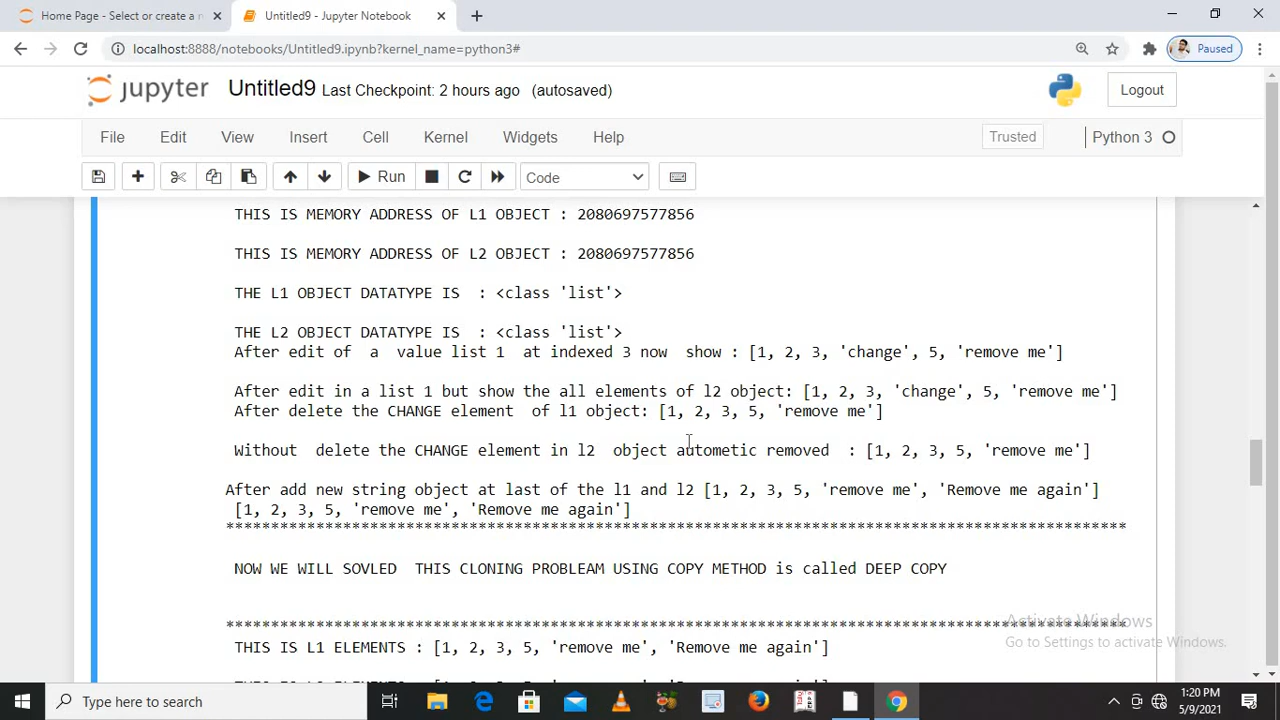 Home Page - Select or create a n
Untitled9 - Jupyter Notebook
localhost:8888/notebooks/Untitled9.ipynb?kernel_name=python3#
Paused
jupyter Untitled9 Last Checkpoint: 2 hours ago (autosaved)
Logout
File Edit View Insert Cell Kernel Widgets Help
Trusted
Python 3
Run
Code
THIS IS MEMORY ADDRESS OF L1 OBJECT : 2080697577856
THIS IS MEMORY ADDRESS OF L2 OBJECT : 2080697577856
THE L1 OBJECT DATATYPE IS  : <class 'list'>
THE L2 OBJECT DATATYPE IS  : <class 'list'>
After edit of  a  value list 1  at indexed 3 now  show : [1, 2, 3, 'change', 5, 'remove me']
After edit in a list 1 but show the all elements of l2 object: [1, 2, 3, 'change', 5, 'remove me']
After delete the CHANGE element  of l1 object: [1, 2, 3, 5, 'remove me']
Without  delete the CHANGE element in l2  object autometic removed  : [1, 2, 3, 5, 'remove me']
After add new string object at last of the l1 and l2 [1, 2, 3, 5, 'remove me', 'Remove me again']
[1, 2, 3, 5, 'remove me', 'Remove me again']
****************************************************************************************************
NOW WE WILL SOVLED  THIS CLONING PROBLEAM USING COPY METHOD is called DEEP COPY
****************************************************************************************************
THIS IS L1 ELEMENTS : [1, 2, 3, 5, 'remove me', 'Remove me again']
Activate Windows
Go to Settings to activate Windows.
Type here to search
1:20 PM
5/9/2021